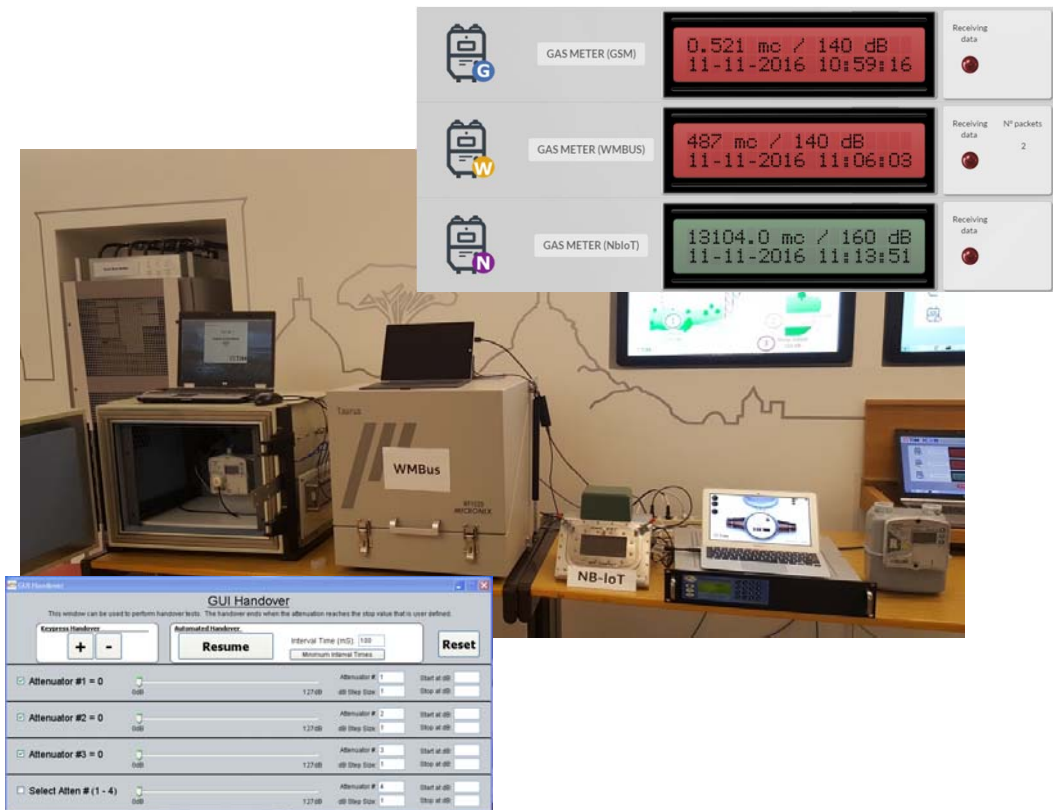 GAS METER (GSM)
0.521 mc / 140 dB
11-11-2016 10:59:16
Receiving
data
GAS METER (WMBUS)
487 mc / 140 dB
11-11-2016 11:06:03
Receiving
data
N° packets
2
GAS METER (NbIoT)
13104.0 mc / 160 dB
11-11-2016 11:13:51
Receiving
data
G
W
N
Taurus
WMBus
MICRONIX
NB-IoT
GUI Handover
GUI Handover
This window can be used to perform handover tests. The handover ends when the attenuation reaches the stop value that is user defined.
Keypress Handover
+ -
Automated Handover
Resume
Interval Time (mS): 100
Minimum Interval Times
Reset
Attenuator #1 = 0
0dB
127dB
Attenuator #: 1
dB Step Size: 1
Start at dB:
Stop at dB:
Attenuator #2 = 0
0dB
127dB
Attenuator #: 2
dB Step Size: 1
Start at dB:
Stop at dB:
Attenuator #3 = 0
0dB
127dB
Attenuator #: 3
dB Step Size: 1
Start at dB:
Stop at dB:
Select Atten # (1 - 4)
0dB
127dB
Attenuator #: 4
dB Step Size: 1
Start at dB:
Stop at dB: